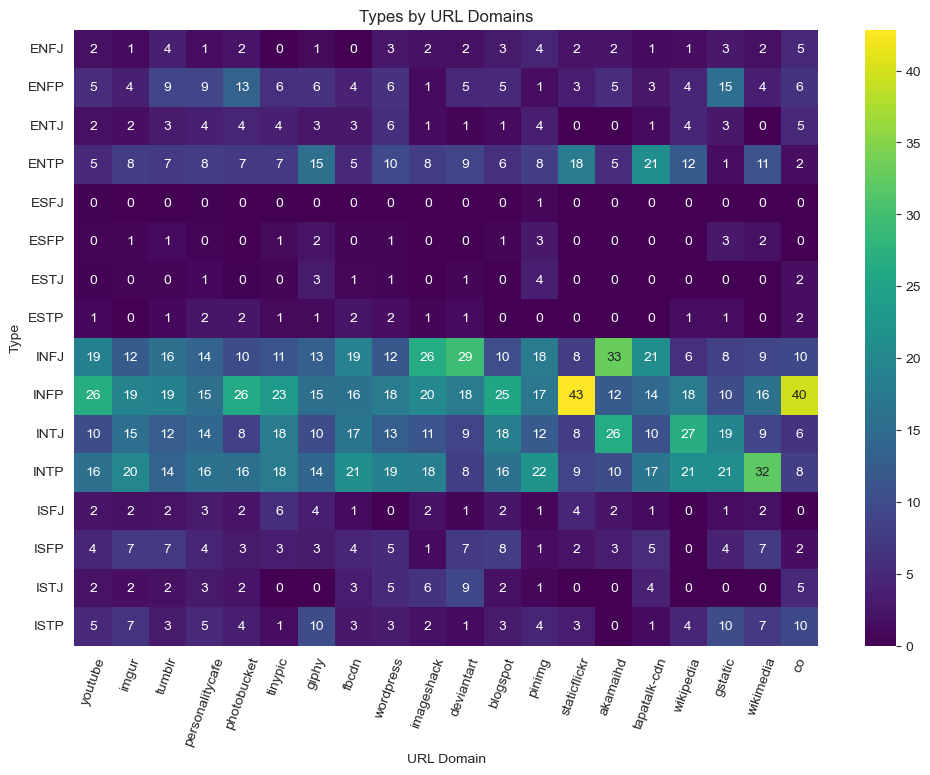 Types by URL Domains
Type
ENFJ 2 1 4 1 2 0 1 0 3 2 2 3 4 2 2 1 1 3 2 5
ENFP 5 4 9 9 13 6 6 4 6 1 5 5 1 3 5 3 4 15 4 6
ENTJ 2 2 3 4 4 4 3 3 6 1 1 1 4 0 0 1 4 3 0 5
ENTP 5 8 7 8 7 7 15 5 10 8 9 6 8 18 5 21 12 1 11 2
ESFJ 0 0 0 0 0 0 0 0 0 0 0 0 1 0 0 0 0 0 0 0
ESFP 0 1 1 0 0 1 2 0 1 0 0 1 3 0 0 0 0 3 2 0
ESTJ 0 0 0 1 0 0 3 1 1 0 1 0 4 0 0 0 0 0 0 2
ESTP 1 0 1 2 2 1 1 2 2 1 1 0 0 0 0 0 1 1 0 2
INFJ 19 12 16 14 10 11 13 19 12 26 29 10 18 8 33 21 6 8 9 10
INFP 26 19 19 15 26 23 15 16 18 20 18 25 17 43 12 14 18 10 16 40
INTJ 10 15 12 14 8 18 10 17 13 11 9 18 12 8 26 10 27 19 9 6
INTP 16 20 14 16 16 18 14 21 19 18 8 16 22 9 10 17 21 21 32 8
ISFJ 2 2 2 3 2 6 4 1 0 2 1 2 1 4 2 1 0 1 2 0
ISFP 4 7 7 4 3 3 3 4 5 1 7 8 1 2 3 5 0 4 7 2
ISTJ 2 2 2 3 2 0 0 3 5 6 9 2 1 0 0 4 0 0 0 5
ISTP 5 7 3 5 4 1 10 3 3 2 1 3 4 3 0 1 4 10 7 10
youtube imgur tumblr personalitycafe photobucket tinypic giphy fbcdn wordpress imageshack deviantart blogspot pinimg staticflickr akamaihd tapatalk-cdn wikipedia gstatic wikimedia co
URL Domain
40
35
30
25
20
15
10
5
0